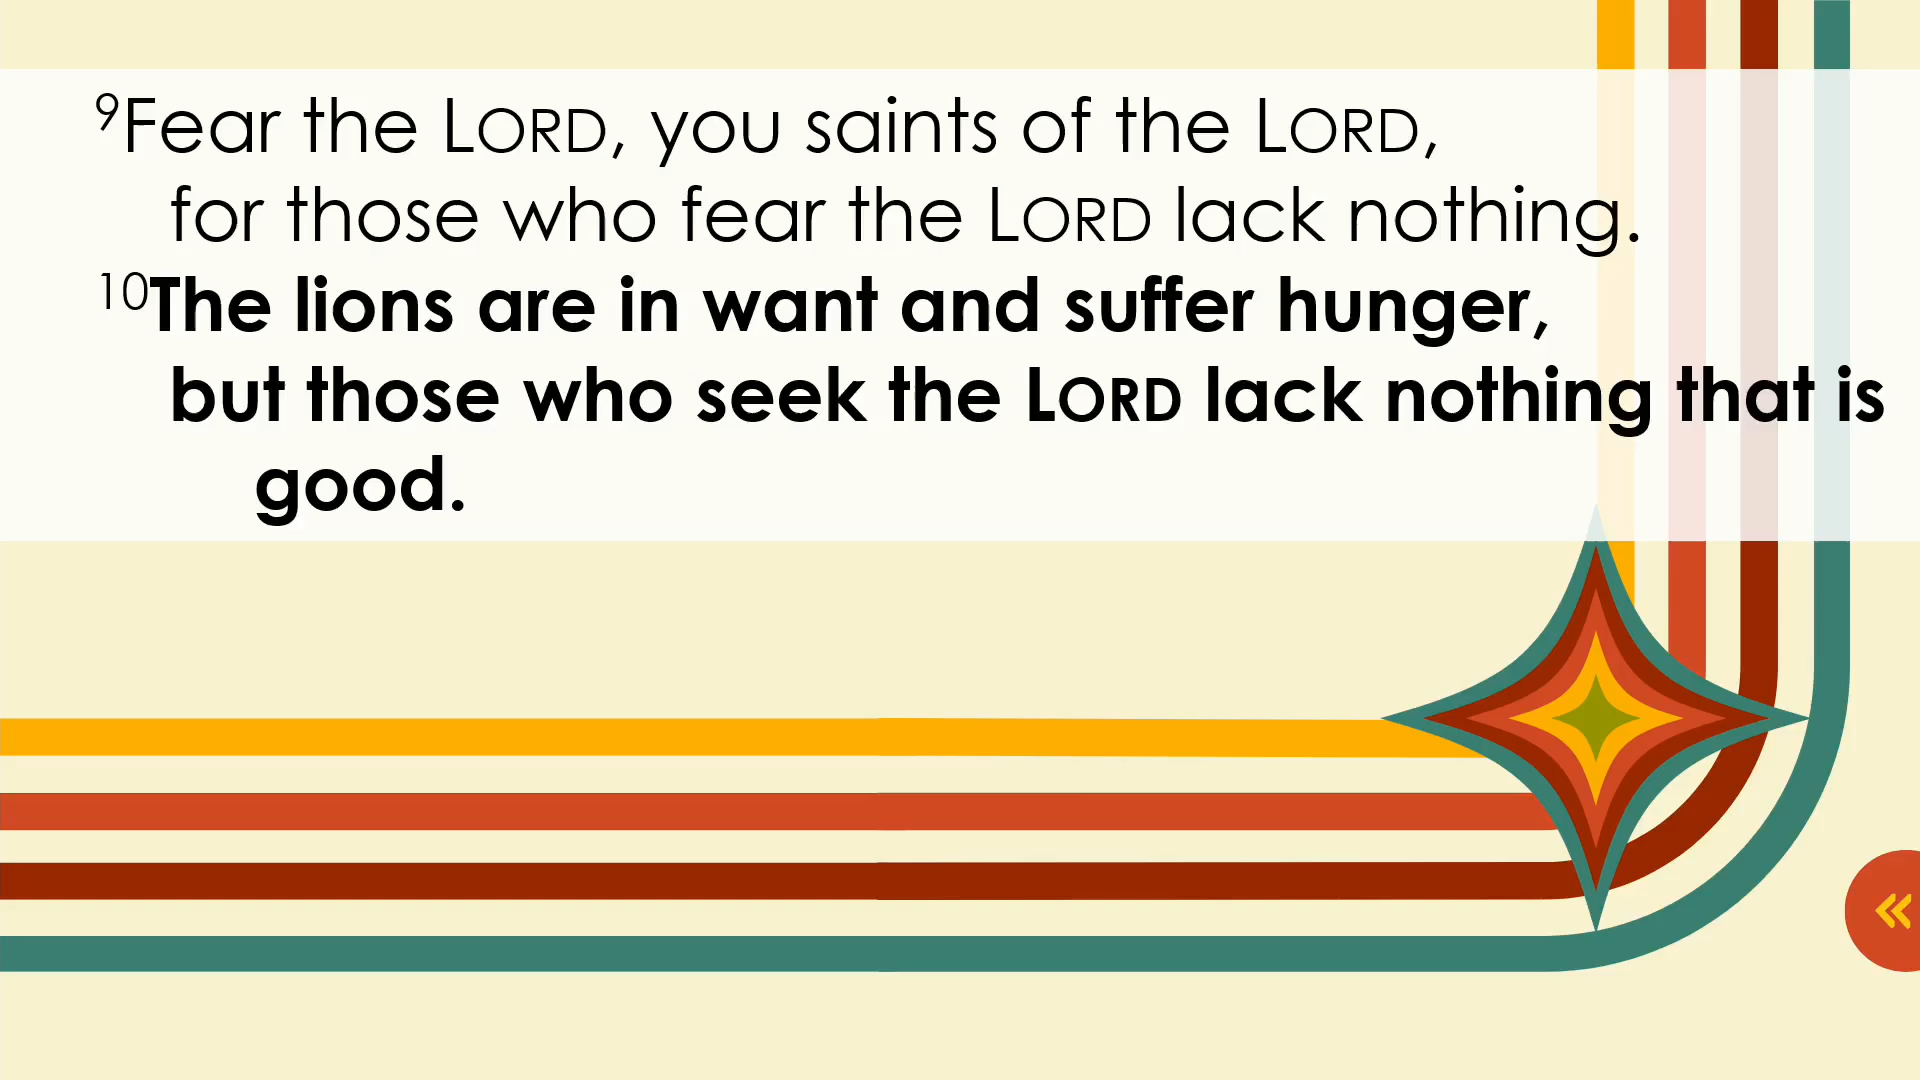 9Fear the LORD, you saints of the LORD,
for those who fear the LORD lack nothing.
10The lions are in want and suffer hunger,
but those who seek the LORD lack nothing that is
good.
«